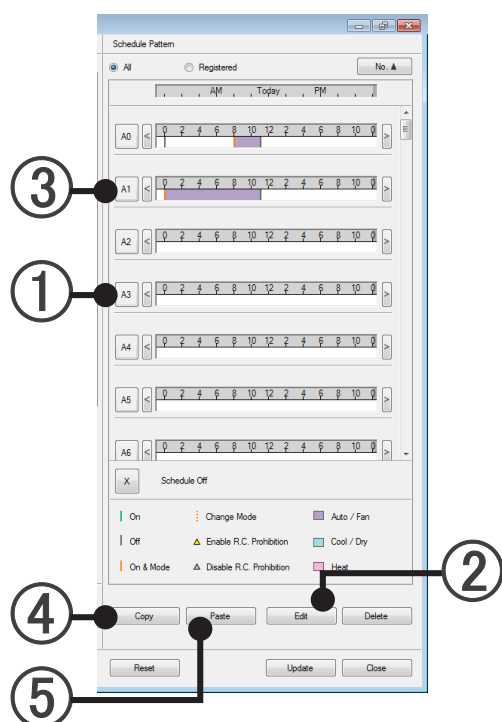 Schedule Pattern
All Registered No. ▲
AM Today PM
A0 < 0 2 4 6 8 10 12 2 4 6 8 10 0 >
③ A1 < 0 2 4 6 8 10 12 2 4 6 8 10 0 >
A2 < 0 2 4 6 8 10 12 2 4 6 8 10 0 >
① A3 < 0 2 4 6 8 10 12 2 4 6 8 10 0 >
A4 < 0 2 4 6 8 10 12 2 4 6 8 10 0 >
A5 < 0 2 4 6 8 10 12 2 4 6 8 10 0 >
A6 < 0 2 4 6 8 10 12 2 4 6 8 10 0 >
X Schedule Off
On Change Mode Auto / Fan
Off Enable R.C. Prohibition Cool / Dry
On & Mode Disable R.C. Prohibition Heat
②
④ Copy Paste Edit Delete
⑤ Reset Update Close